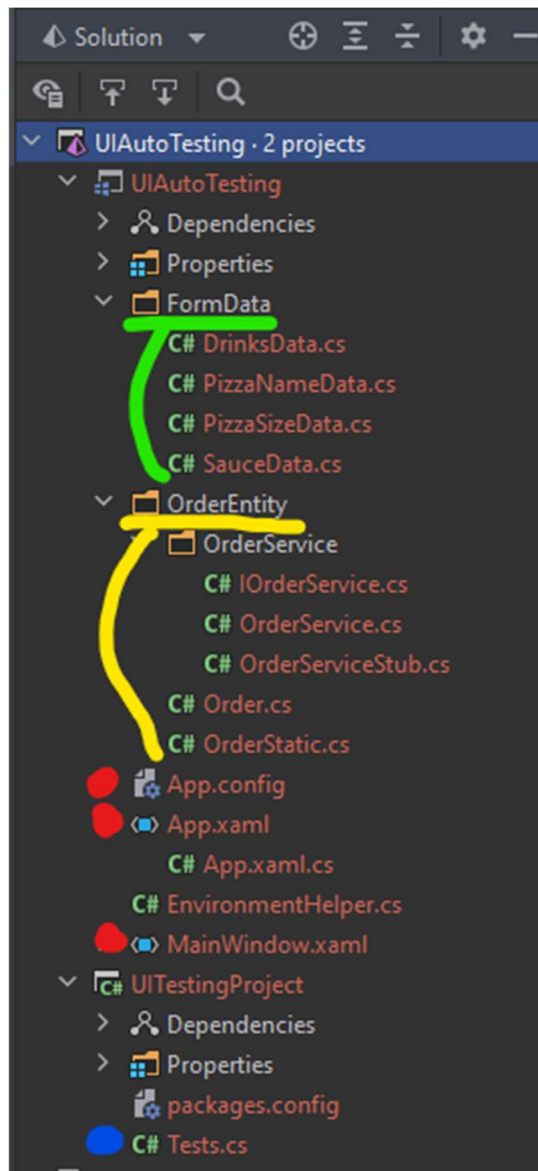 Solution
UIAutoTesting · 2 projects
UIAutoTesting
Dependencies
Properties
FormData
C# DrinksData.cs
C# PizzaNameData.cs
C# PizzaSizeData.cs
C# SauceData.cs
OrderEntity
OrderService
C# IOrderService.cs
C# OrderService.cs
C# OrderServiceStub.cs
C# Order.cs
C# OrderStatic.cs
App.config
App.xaml
C# App.xaml.cs
C# EnvironmentHelper.cs
MainWindow.xaml
C# UITestingProject
Dependencies
Properties
packages.config
C# Tests.cs